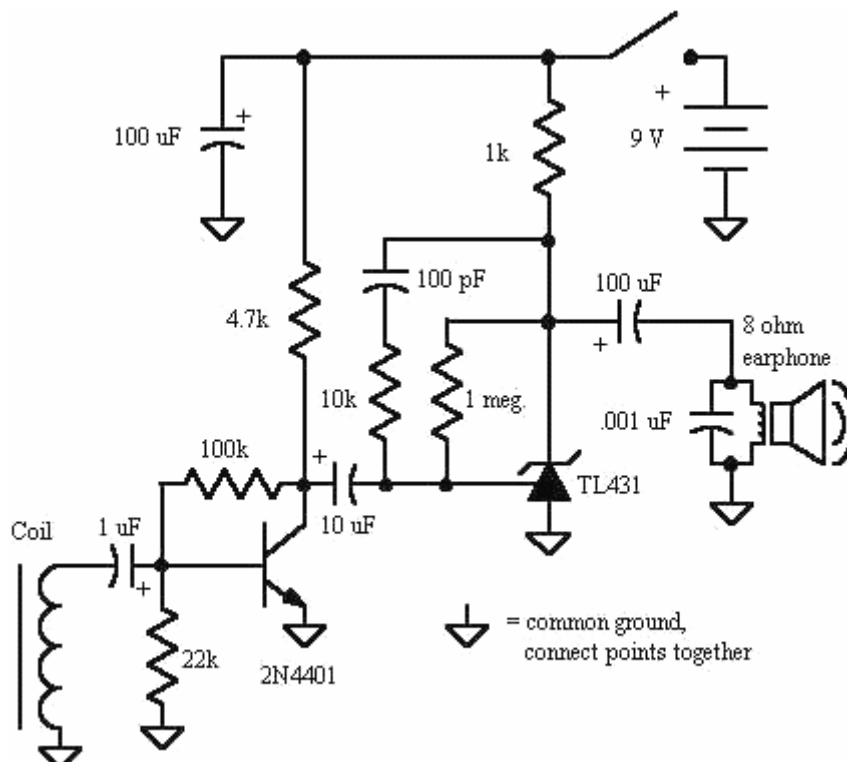 +
100 uF
1k
+
9 V
100 pF
100 uF
+
8 ohm
earphone
4.7k
10k
1 meg.
.001 uF
100k
+
10 uF
TL431
Coil
1 uF
+
22k
2N4401
= common ground,
connect points together